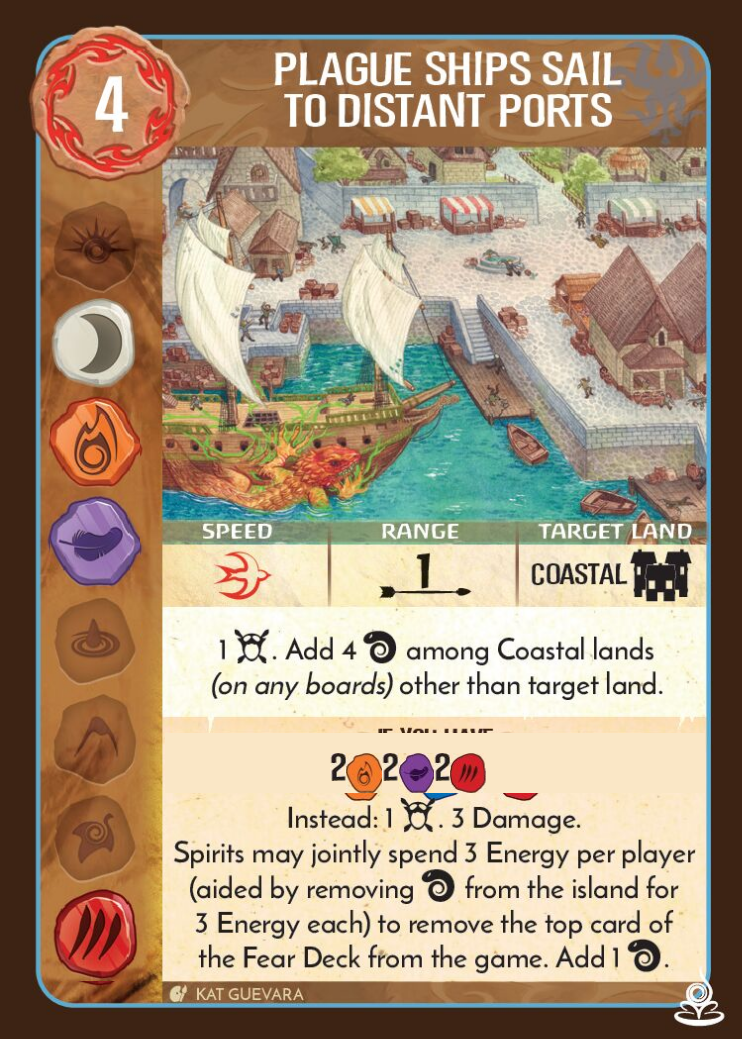 4
PLAGUE SHIPS SAIL
TO DISTANT PORTS
SPEED RANGE TARGET LAND
1 COASTAL
1 . Add 4 among Coastal lands
(on any boards) other than target land.
IF YOU HAVE
2 2 2
Instead: 1 . 3 Damage.
Spirits may jointly spend 3 Energy per player
(aided by removing from the island for
3 Energy each) to remove the top card of
the Fear Deck from the game. Add 1 .
KAT GUEVARA